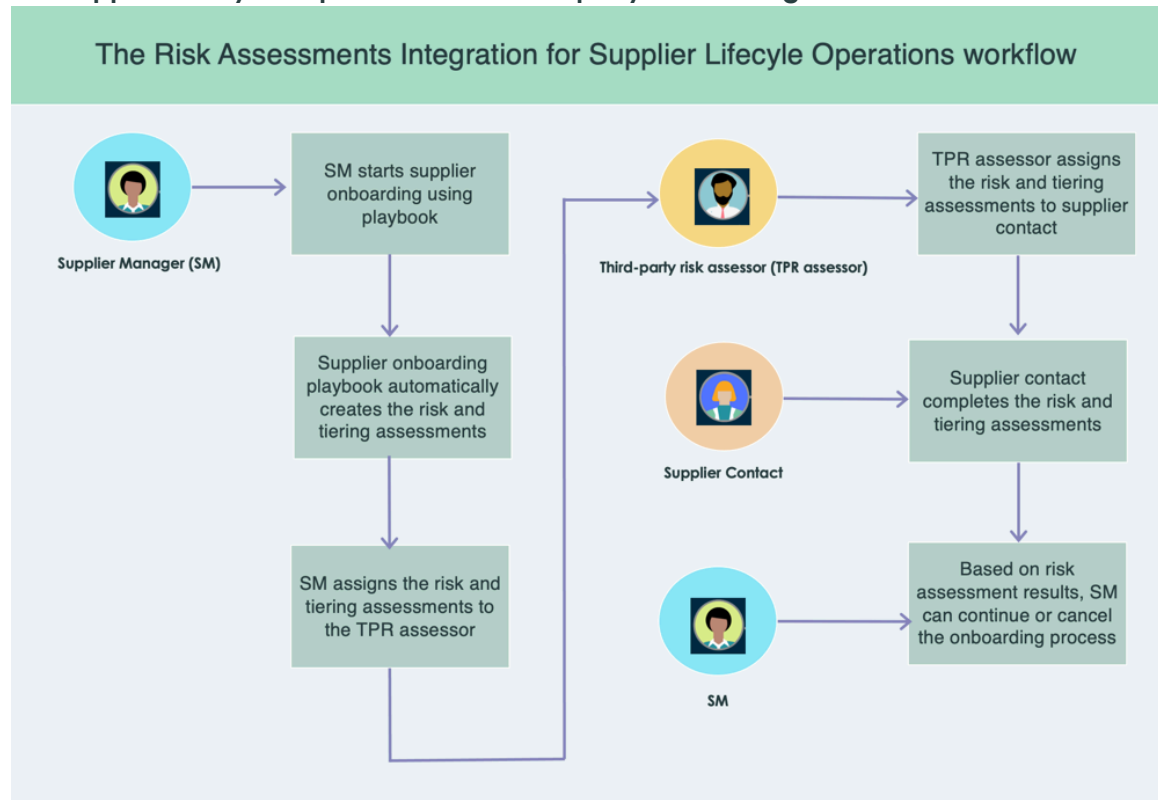 The Risk Assessments Integration for Supplier Lifecyle Operations workflow
SM starts supplier
onboarding using
playbook
Supplier Manager (SM)
Supplier onboarding
playbook automatically
creates the risk and
tiering assessments
SM assigns the risk and
tiering assessments to
the TPR assessor
Third-party risk assessor (TPR assessor)
TPR assessor assigns
the risk and tiering
assessments to supplier
contact
Supplier Contact
Supplier contact
completes the risk and
tiering assessments
SM
Based on risk
assessment results, SM
can continue or cancel
the onboarding process